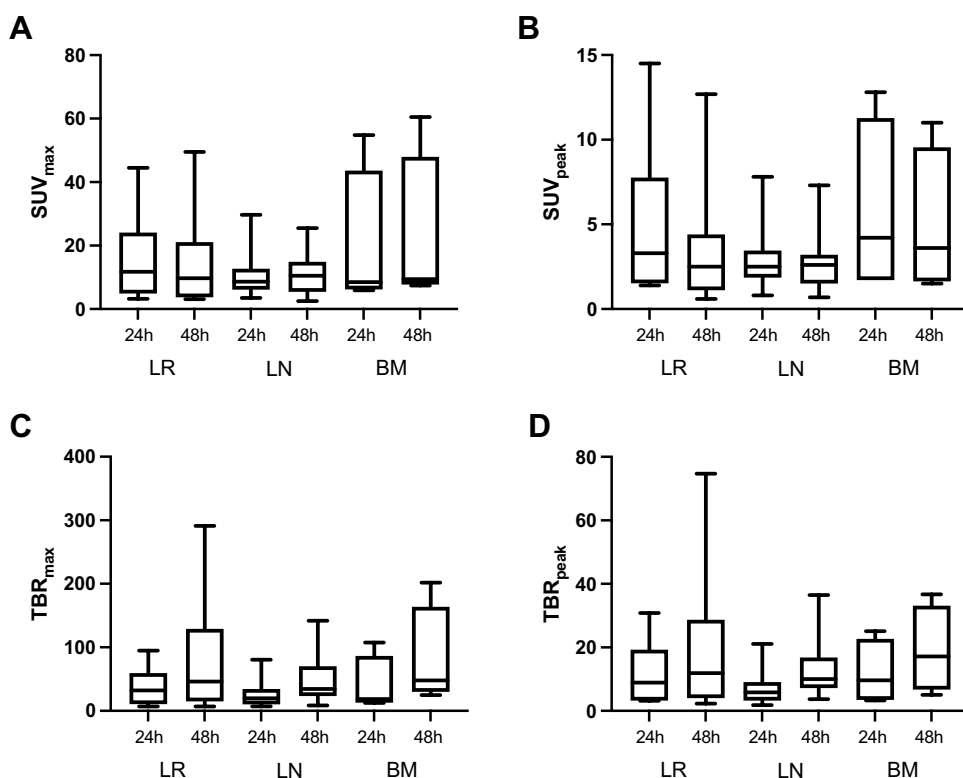 A
SUVmax
80
60
40
20
0
24h 48h 24h 48h 24h 48h
LR LN BM
B
SUVpeak
15
10
5
0
24h 48h 24h 48h 24h 48h
LR LN BM
C
TBRmax
400
300
200
100
0
24h 48h 24h 48h 24h 48h
LR LN BM
D
TBRpeak
80
60
40
20
0
24h 48h 24h 48h 24h 48h
LR LN BM